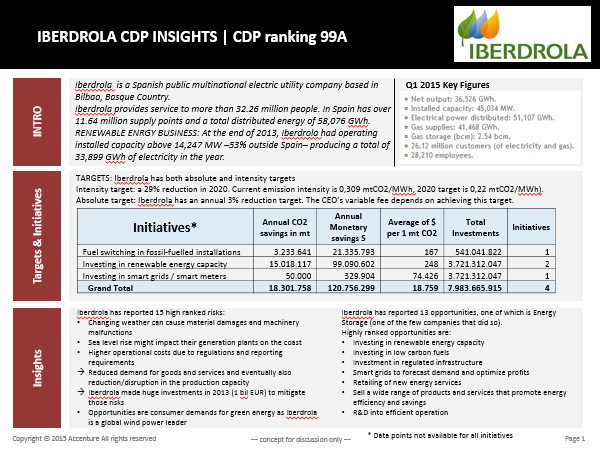 IBERDROLA CDP INSIGHTS | CDP ranking 99A
IBERDROLA
INTRO
Iberdrola is a Spanish public multinational electric utility company based in
Bilbao, Basque Country.
Iberdrola provides service to more than 32.26 million people. In Spain has over
11.64 million supply points and a total distributed energy of 58,076 GWh.
RENEWABLE ENRGY BUSINESS: At the end of 2013, Iberdrola had operating
installed capacity above 14,247 MW –53% outside Spain– producing a total of
33,899 GWh of electricity in the year.
Q1 2015 Key Figures
Net output: 36,526 GWh.
Installed capacity: 45,034 MW.
Electrical power distributed: 51,107 GWh.
Gas supplies: 41,468 GWh.
Gas storage (bcm): 2.54 bcm.
26.12 million customers (of electricity and gas).
28,210 employees.
Targets & Initiatives
TARGETS: Iberdrola has both absolute and intensity targets
Intensity target: a 29% reduction in 2020. Current emission intensity is 0,309 mtCO2/MWh, 2020 target is 0,22 mtCO2/MWh).
Absolute target: Iberdrola has an annual 3% reduction target. The CEO's variable fee depends on achieving this target.
Initiatives* Annual CO2 savings in mt Annual Monetary savings $ Average of $ per 1 mt CO2 Total Investments Initiatives
Fuel switching in fossil-fuelled installations 3.233.641 21.335.793 167 541.041.822 1
Investing in renewable energy capacity 15.018.117 99.090.602 248 3.721.312.047 2
Investing in smart grids / smart meters 50.000 329.904 74.426 3.721.312.047 1
Grand Total 18.301.758 120.756.299 18.759 7.983.665.915 4
Insights
Iberdrola has reported 15 high ranked risks:
• Changing weather can cause material damages and machinery
malfunctions
• Sea level rise might impact their generation plants on the coast
• Higher operational costs due to regulations and reporting
requirements
→ Reduced demand for goods and services and eventually also
reduction/disruption in the production capacity
→ Iberdrola made huge investments in 2013 (1 bil EUR) to mitigate
those risks
• Opportunities are consumer demands for green energy as Iberdrola
is a global wind power leader
Iberdrola has reported 13 opportunities, one of which is Energy
Storage (one of the few companies that did so).
Highly ranked opportunities are:
• Investing in renewable energy capacity
• Investing in low carbon fuels
• Investment in regulated infrastructure
• Smart grids to forecast demand and optimize profits
• Retailing of new energy services
• Sell a wide range of products and services that promote energy
efficiency and savings
• R&D into efficient operation
* Data points not available for all initiatives
Copyright © 2015 Accenture All rights reserved
— concept for discussion only —
Page 1